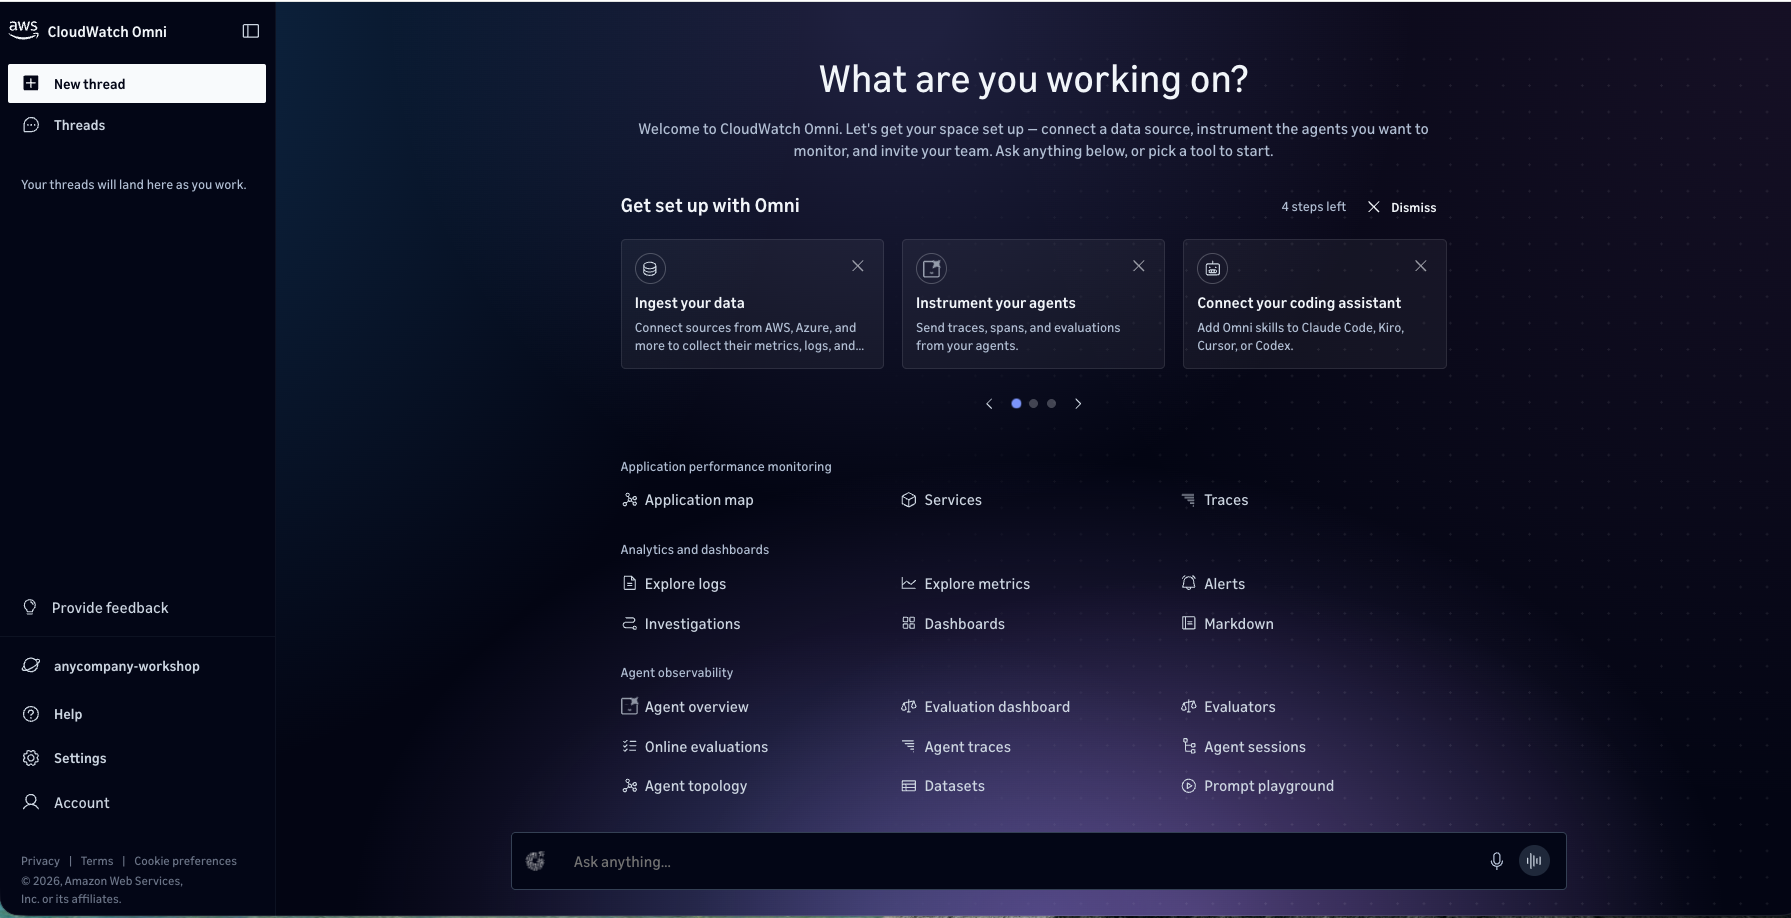 aws CloudWatch Omni
New thread
Threads
Your threads will land here as you work.
Provide feedback
anycompany-workshop
Help
Settings
Account
Privacy | Terms | Cookie preferences
© 2026, Amazon Web Services,
Inc. or its affiliates.
What are you working on?
Welcome to CloudWatch Omni. Let's get your space set up — connect a data source, instrument the agents you want to
monitor, and invite your team. Ask anything below, or pick a tool to start.
Get set up with Omni
4 steps left Dismiss
Ingest your data
Connect sources from AWS, Azure, and
more to collect their metrics, logs, and...
Instrument your agents
Send traces, spans, and evaluations
from your agents.
Connect your coding assistant
Add Omni skills to Claude Code, Kiro,
Cursor, or Codex.
Application performance monitoring
Application map Services Traces
Analytics and dashboards
Explore logs Explore metrics Alerts
Investigations Dashboards Markdown
Agent observability
Agent overview Evaluation dashboard Evaluators
Online evaluations Agent traces Agent sessions
Agent topology Datasets Prompt playground
Ask anything...